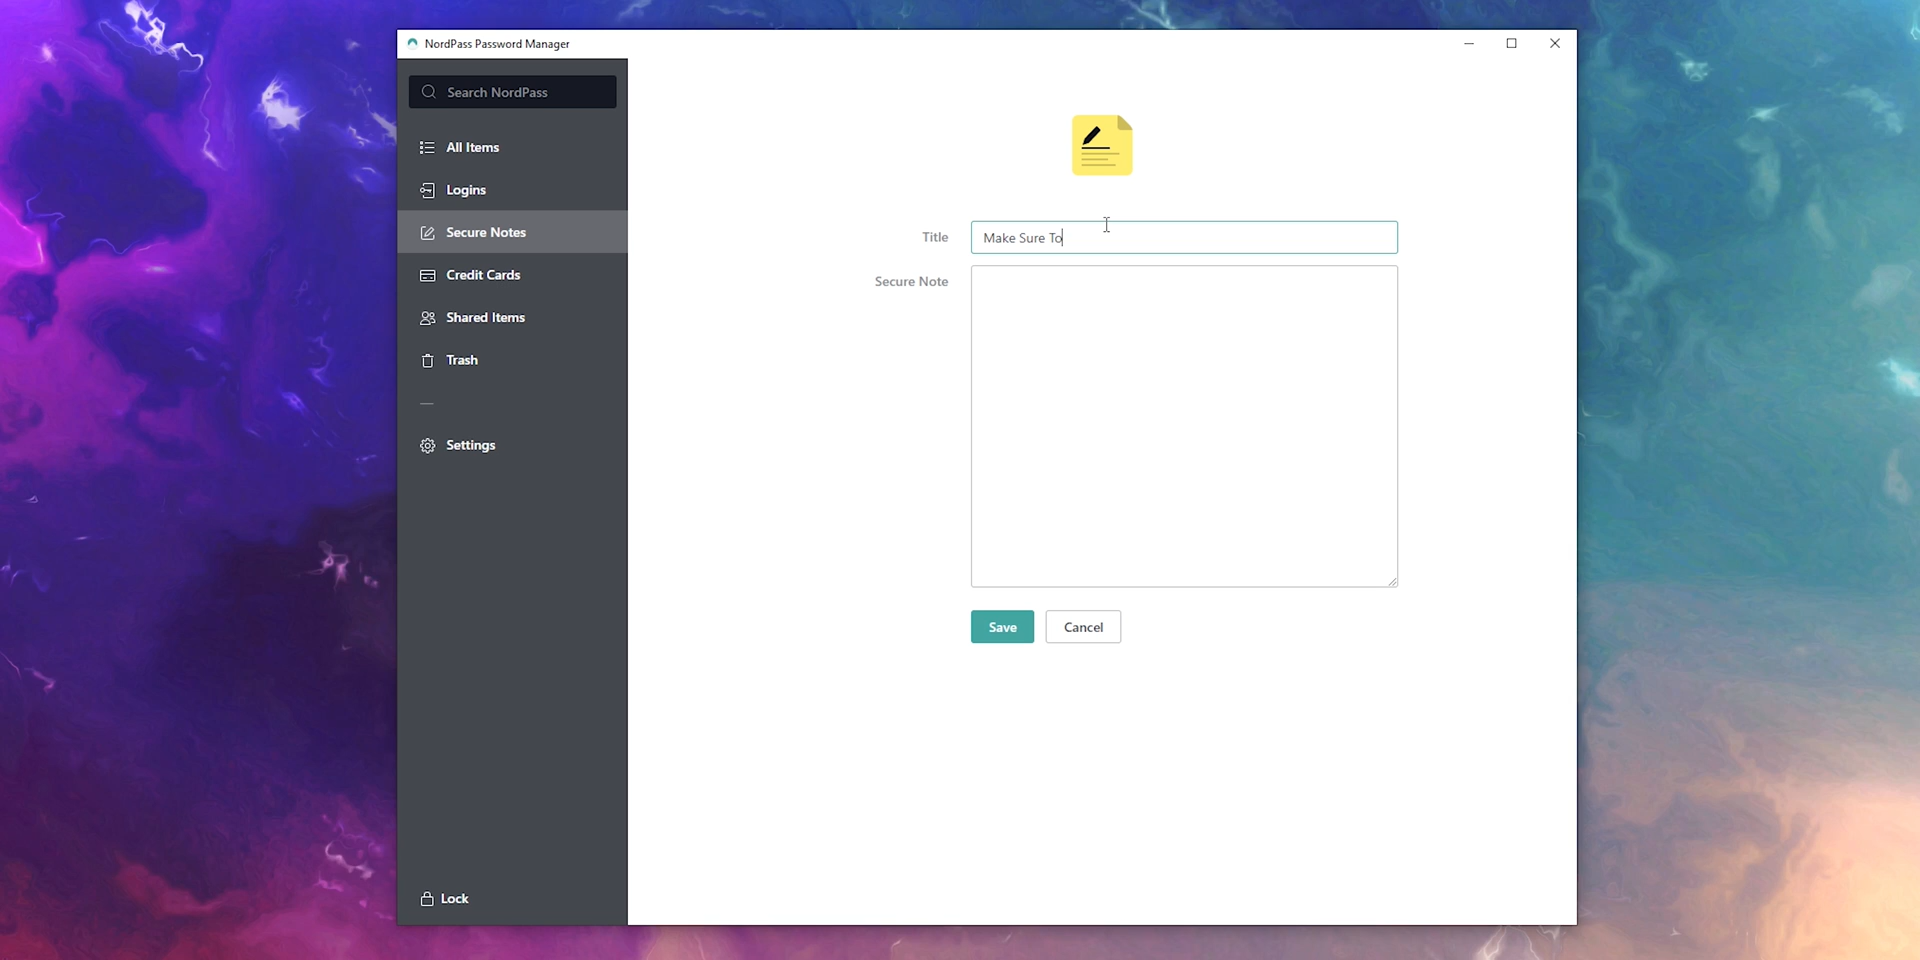 NordPass Password Manager
Search NordPass
All Items
Logins
Secure Notes
Credit Cards
Shared Items
Trash
Settings
Lock
Title
Make Sure To
Secure Note
Save
Cancel